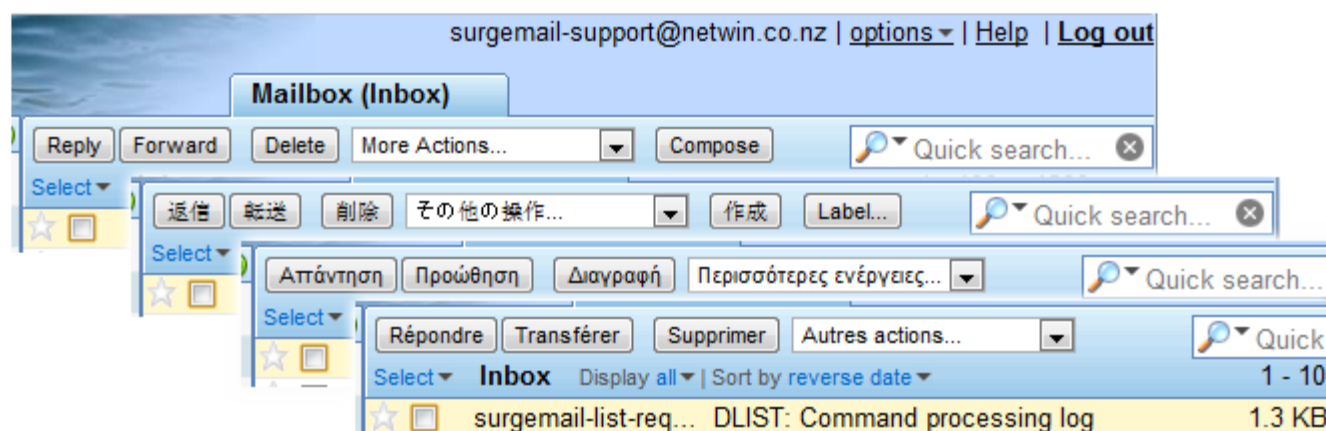 surgemail-support@netwin.co.nz | options | Help | Log out
Mailbox (Inbox)
Reply Forward Delete More Actions... Compose Quick search...
Select
返信 転送 削除 その他の操作... 作成 Label... Quick search...
Select
Απάντηση Προώθηση Διαγραφή Περισσότερες ενέργειες... Quick search...
Select
Répondre Transférer Supprimer Autres actions... Quick
Select Inbox Display all | Sort by reverse date 1 - 10
surgemail-list-req... DLIST: Command processing log 1.3 KB